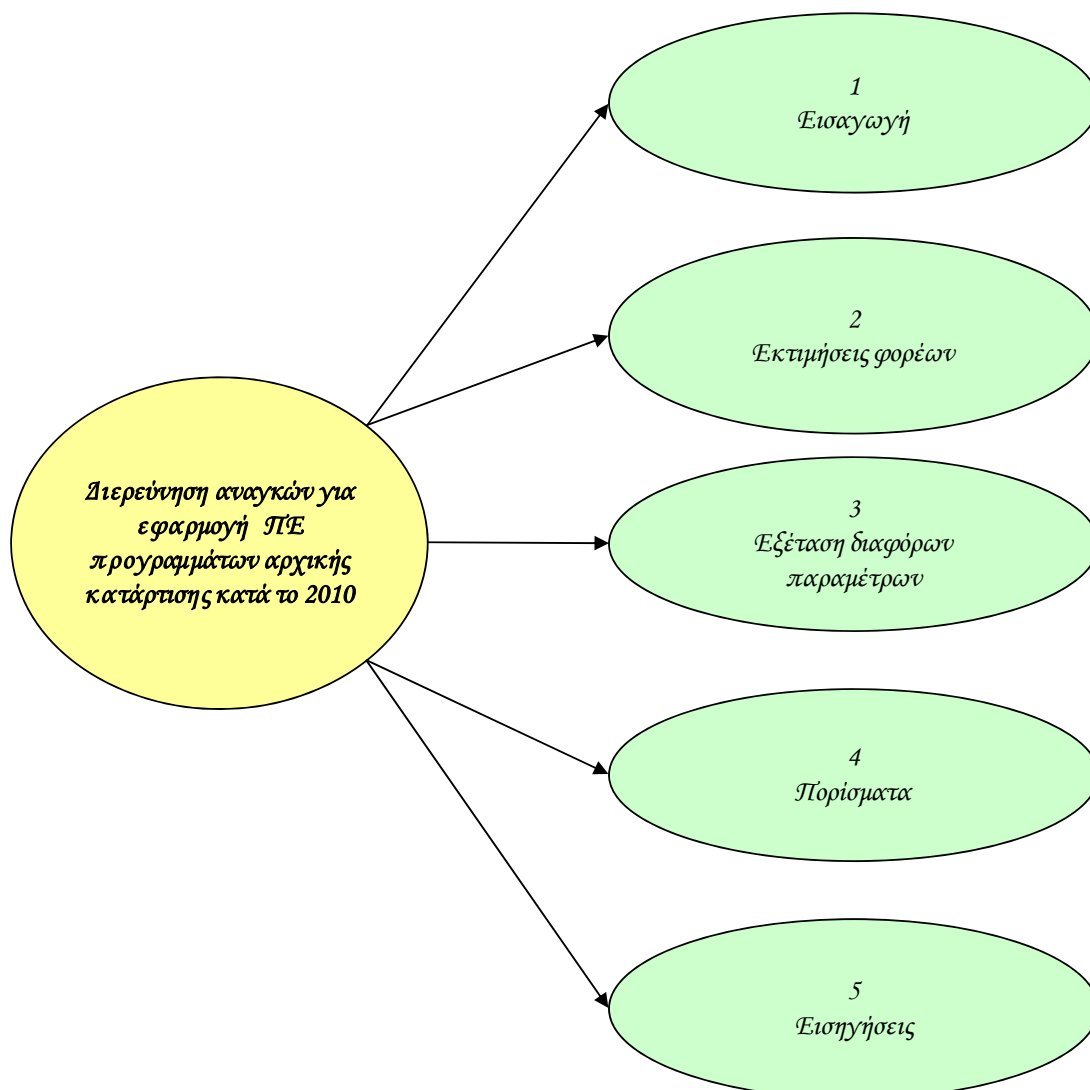 1
Εισαγωγή
2
Εκτιμήσεις φορέων
Διερεύνηση αναγκών για
εφαρμογή ΠΕ
προγραμμάτων αρχικής
κατάρτισης κατά το 2010
3
Εξέταση διαφόρων
παραμέτρων
4
Πορίσματα
5
Εισηγήσεις